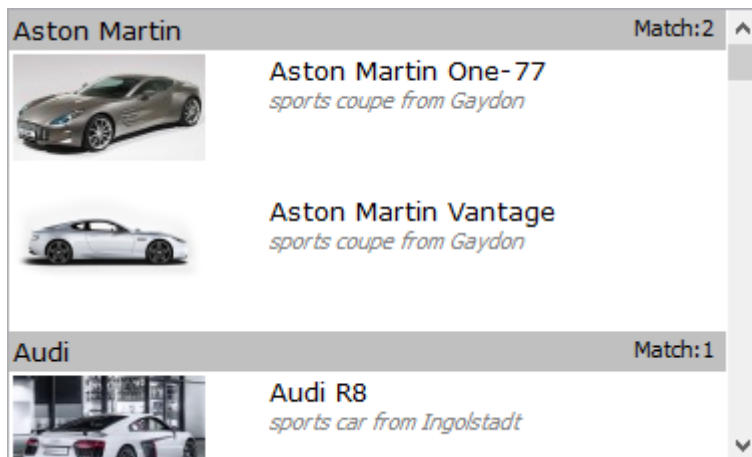 Aston Martin Match:2
Aston Martin One-77
sports coupe from Gaydon
Aston Martin Vantage
sports coupe from Gaydon
Audi Match:1
Audi R8
sports car from Ingolstadt